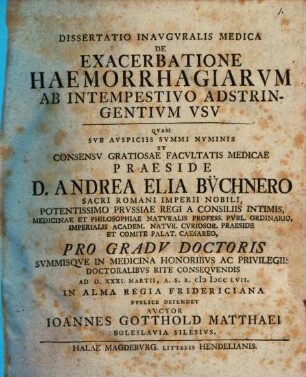 1.
DISSERTATIO INAVGVRALIS MEDICA
DE
EXACERBATIONE
HAEMORRHAGIARVM
AB INTEMPESTIVO ADSTRIN-
GENTIVM VSV
QVAM
SVB AVSPICIIS SVMMI NVMINIS
ET
CONSENSV GRATIOSAE FACVLTATIS MEDICAE
PRAESIDE
D. ANDREA ELIA BÜCHNERO
SACRI ROMANI IMPERII NOBILI,
POTENTISSIMO PRVSSIAE REGI A CONSILIIS INTIMIS,
MEDICINAE ET PHILOSOPHIAE NATVRALIS PROFESS. PVBL. ORDINARIO,
IMPERIALIS ACADEM. NATVR. CVRIOSOR. PRAESIDE
ET COMITE PALAT. CAESAREO,
PRO GRADV DOCTORIS
SVMMISQVE IN MEDICINA HONORIBVS AC PRIVILEGIIS
DOCTORALIBVS RITE CONSEQVENDIS
AD D. XXXI. MARTII, A. S. R. CIƆ IƆCC LVII.
IN ALMA REGIA FRIDERICIANA
PVBLICE DEFENDET
AVCTOR
IOANNES GOTTHOLD MATTHAEI
BOLESLAVIA SILESIVS.
HALAE MAGDEBVRG. LITTERIS HENDELIANIS.